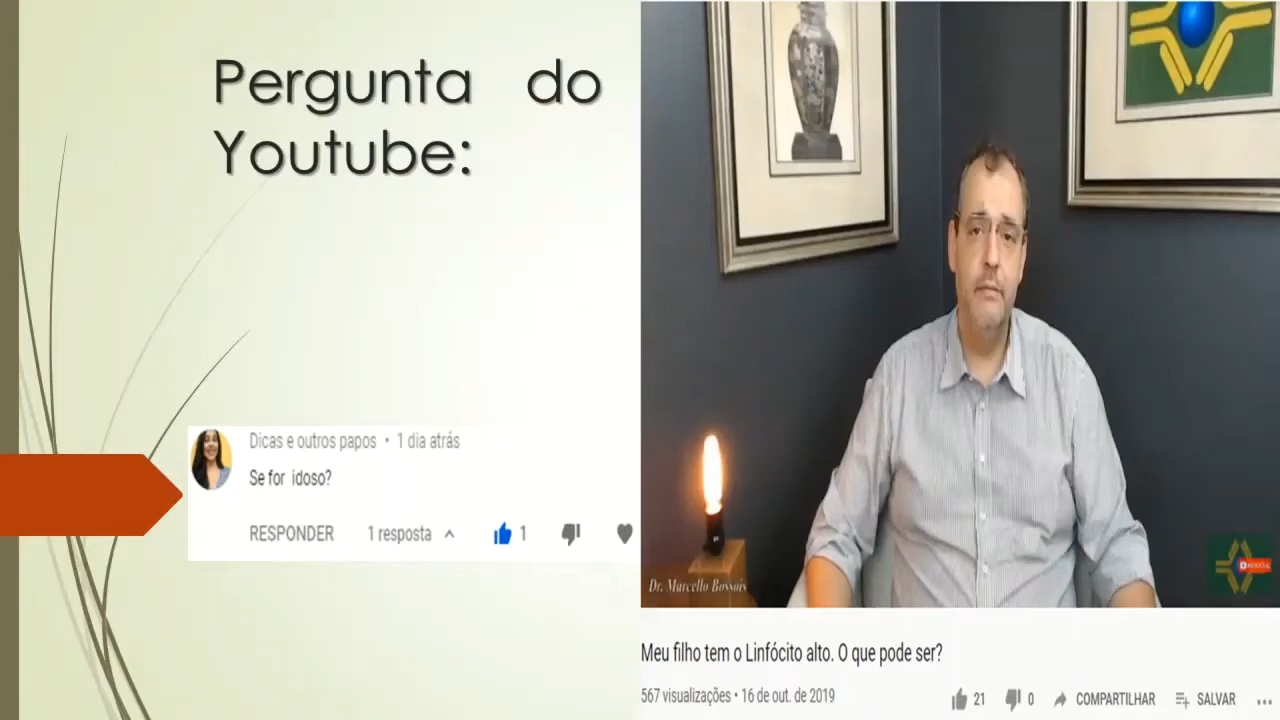 Pergunta do
Youtube:
Dicas e outros papos • 1 dia atrás
Se for idoso?
RESPONDER 1 resposta 1
Dr. Marcello Bossois
Meu filho tem o Linfócito alto. O que pode ser?
567 visualizações • 16 de out. de 2019
21 0 COMPARTILHAR SALVAR